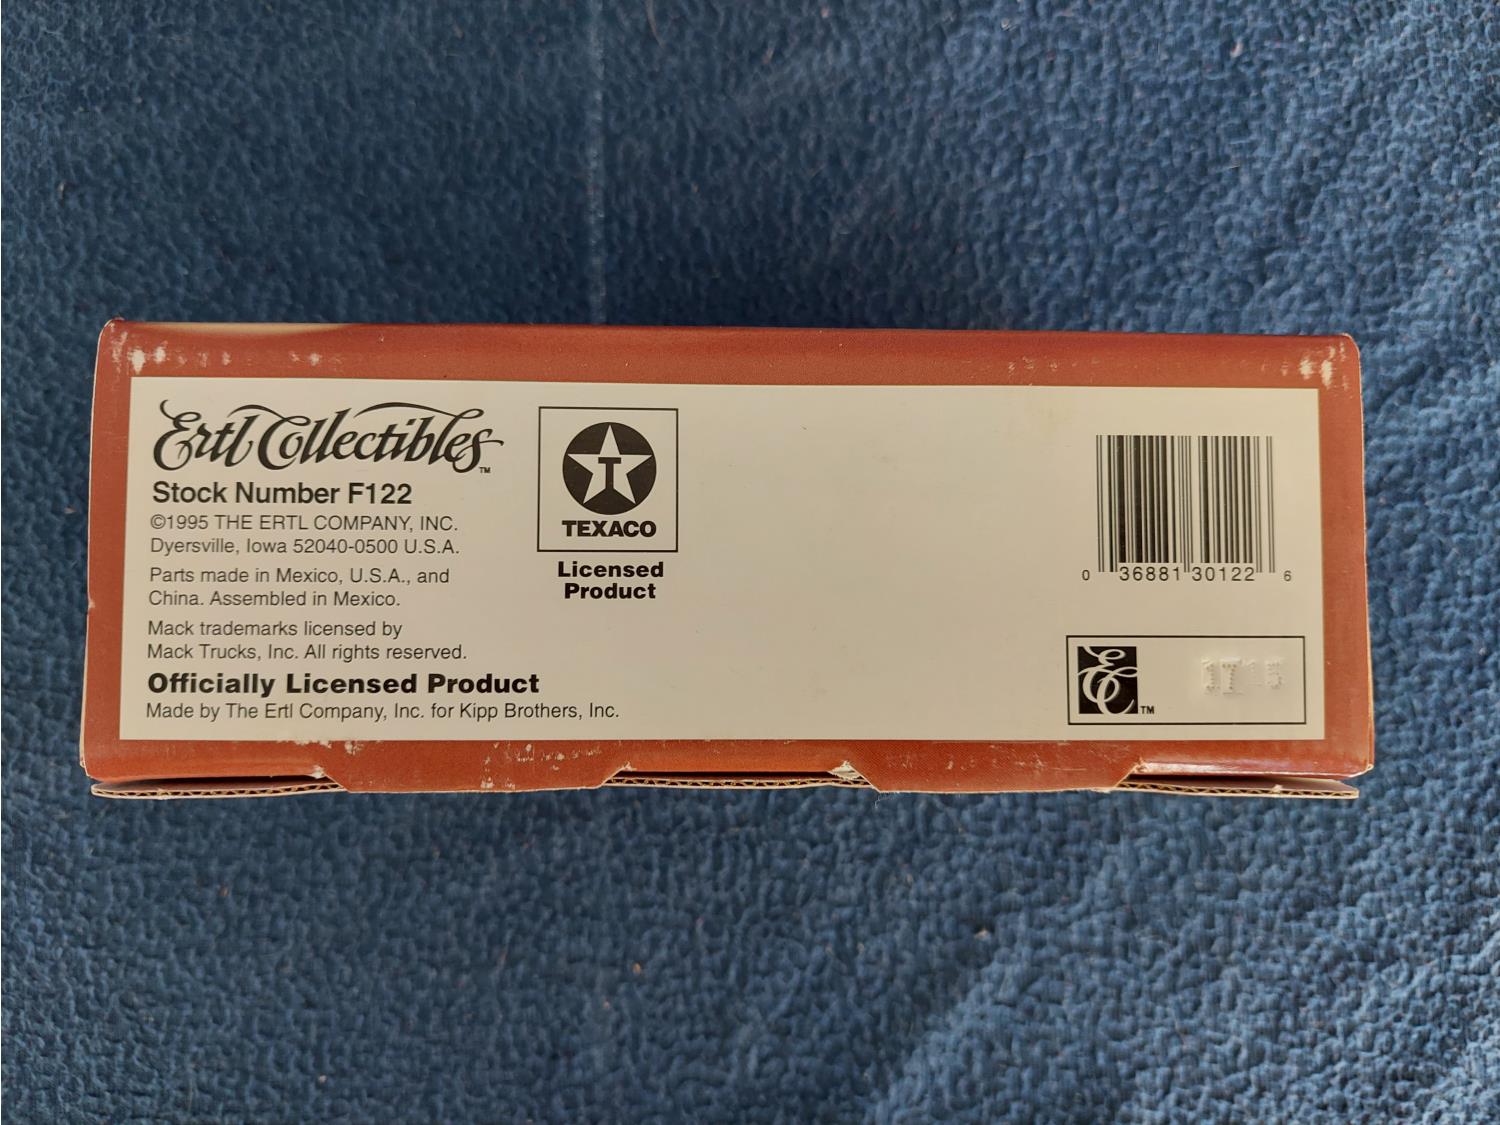 Ertl Collectibles™
Stock Number F122
©1995 THE ERTL COMPANY, INC.
Dyersville, Iowa 52040-0500 U.S.A.
Parts made in Mexico, U.S.A., and
China. Assembled in Mexico.
Mack trademarks licensed by
Mack Trucks, Inc. All rights reserved.
Officially Licensed Product
Made by The Ertl Company, Inc. for Kipp Brothers, Inc.
T
TEXACO
Licensed
Product
0 36881 30122 6
EC™